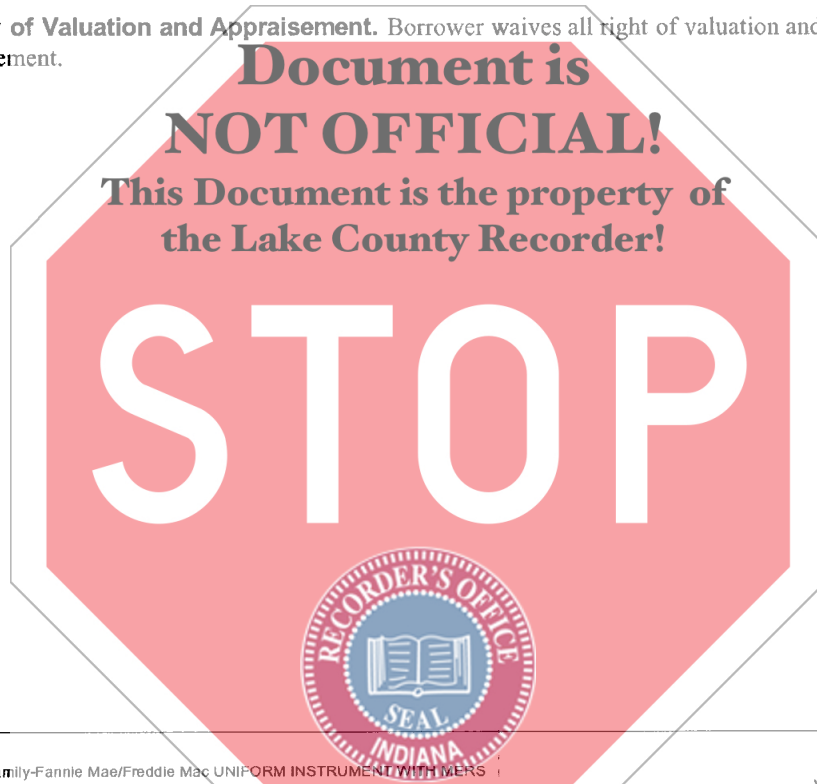 of Valuation and Appraisement. Borrower waives all right of valuation and
ement.
Document is
NOT OFFICIAL!
This Document is the property of
the Lake County Recorder!
STOP
RECORDER'S OFFICE
SEAL
INDIANA
mily-Fannie Mae/Freddie Mac UNIFORM INSTRUMENT WITH MERS